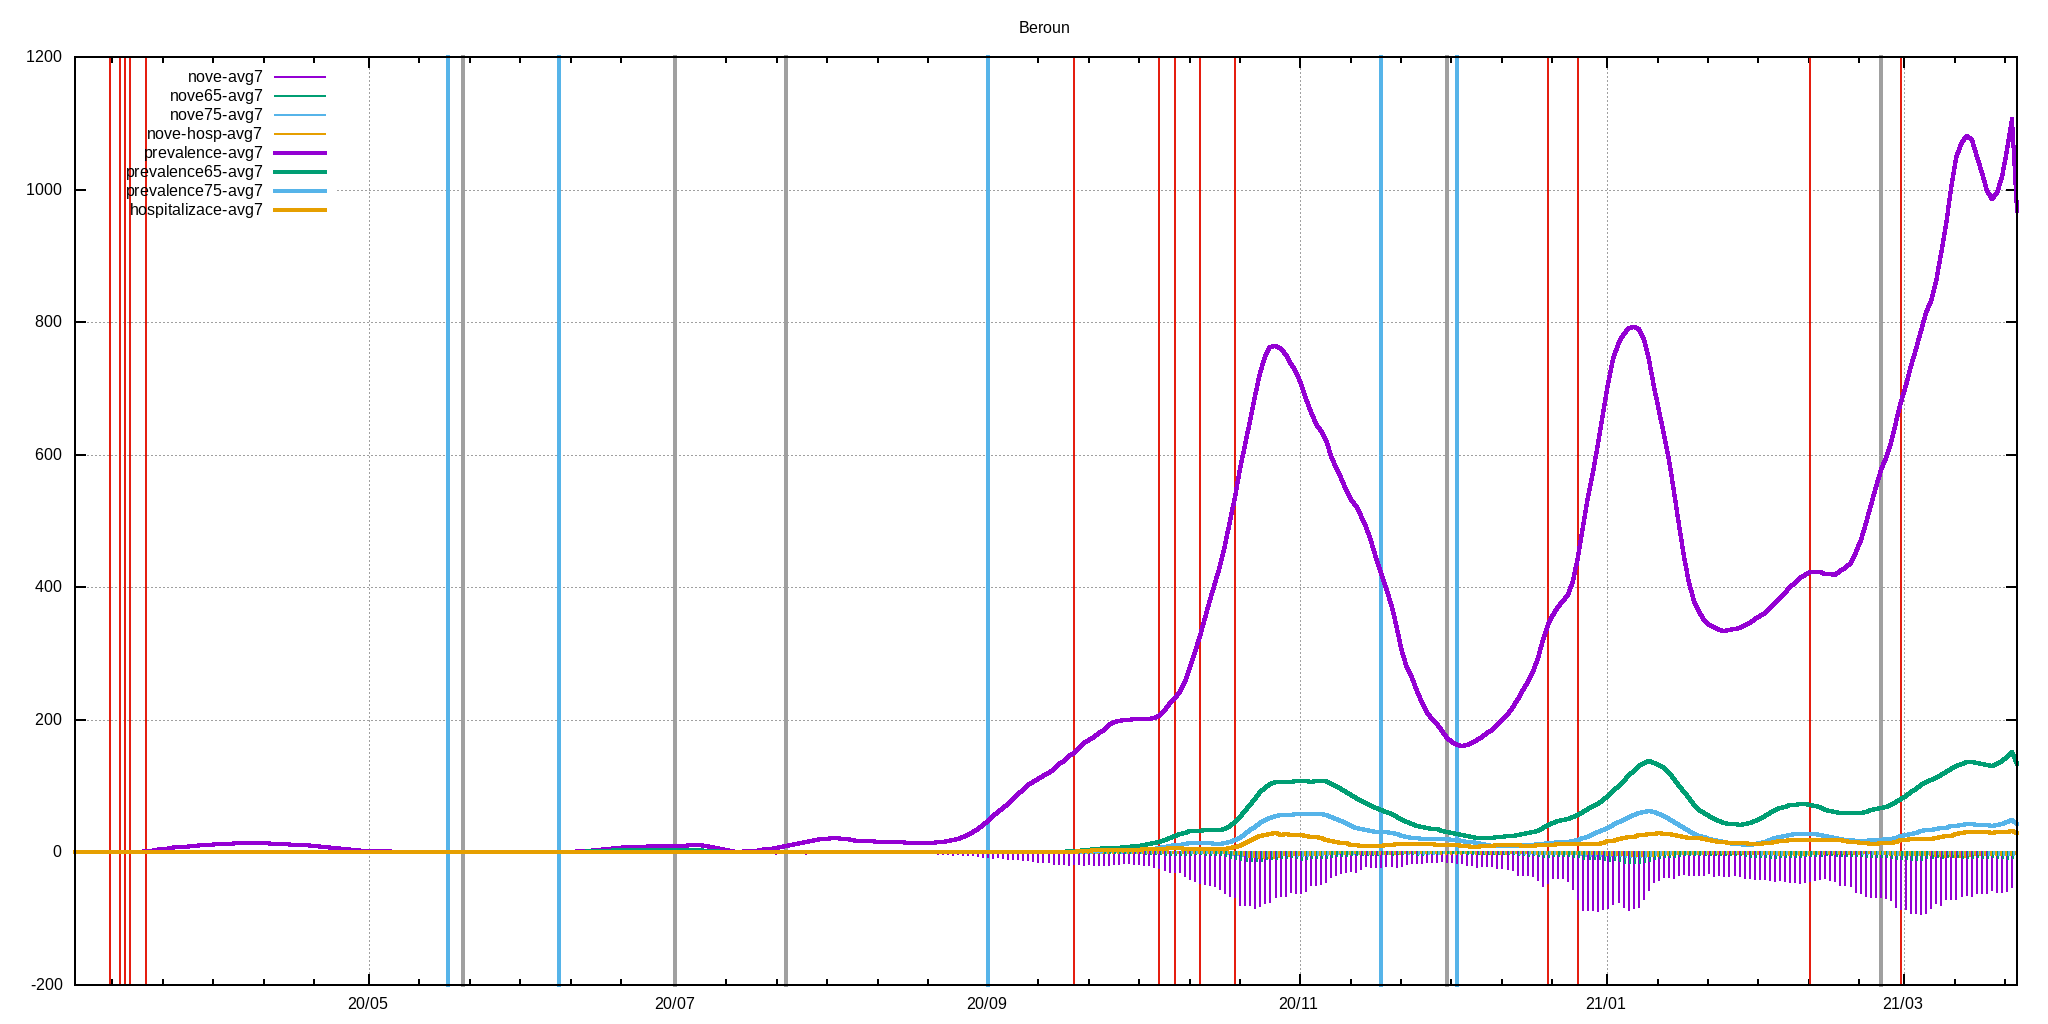 Beroun
1200
1000
800
600
400
200
0
-200
nove-avg7
nove65-avg7
nove75-avg7
nove-hosp-avg7
prevalence-avg7
prevalence65-avg7
prevalence75-avg7
hospitalizace-avg7
20/05
20/07
20/09
20/11
21/01
21/03